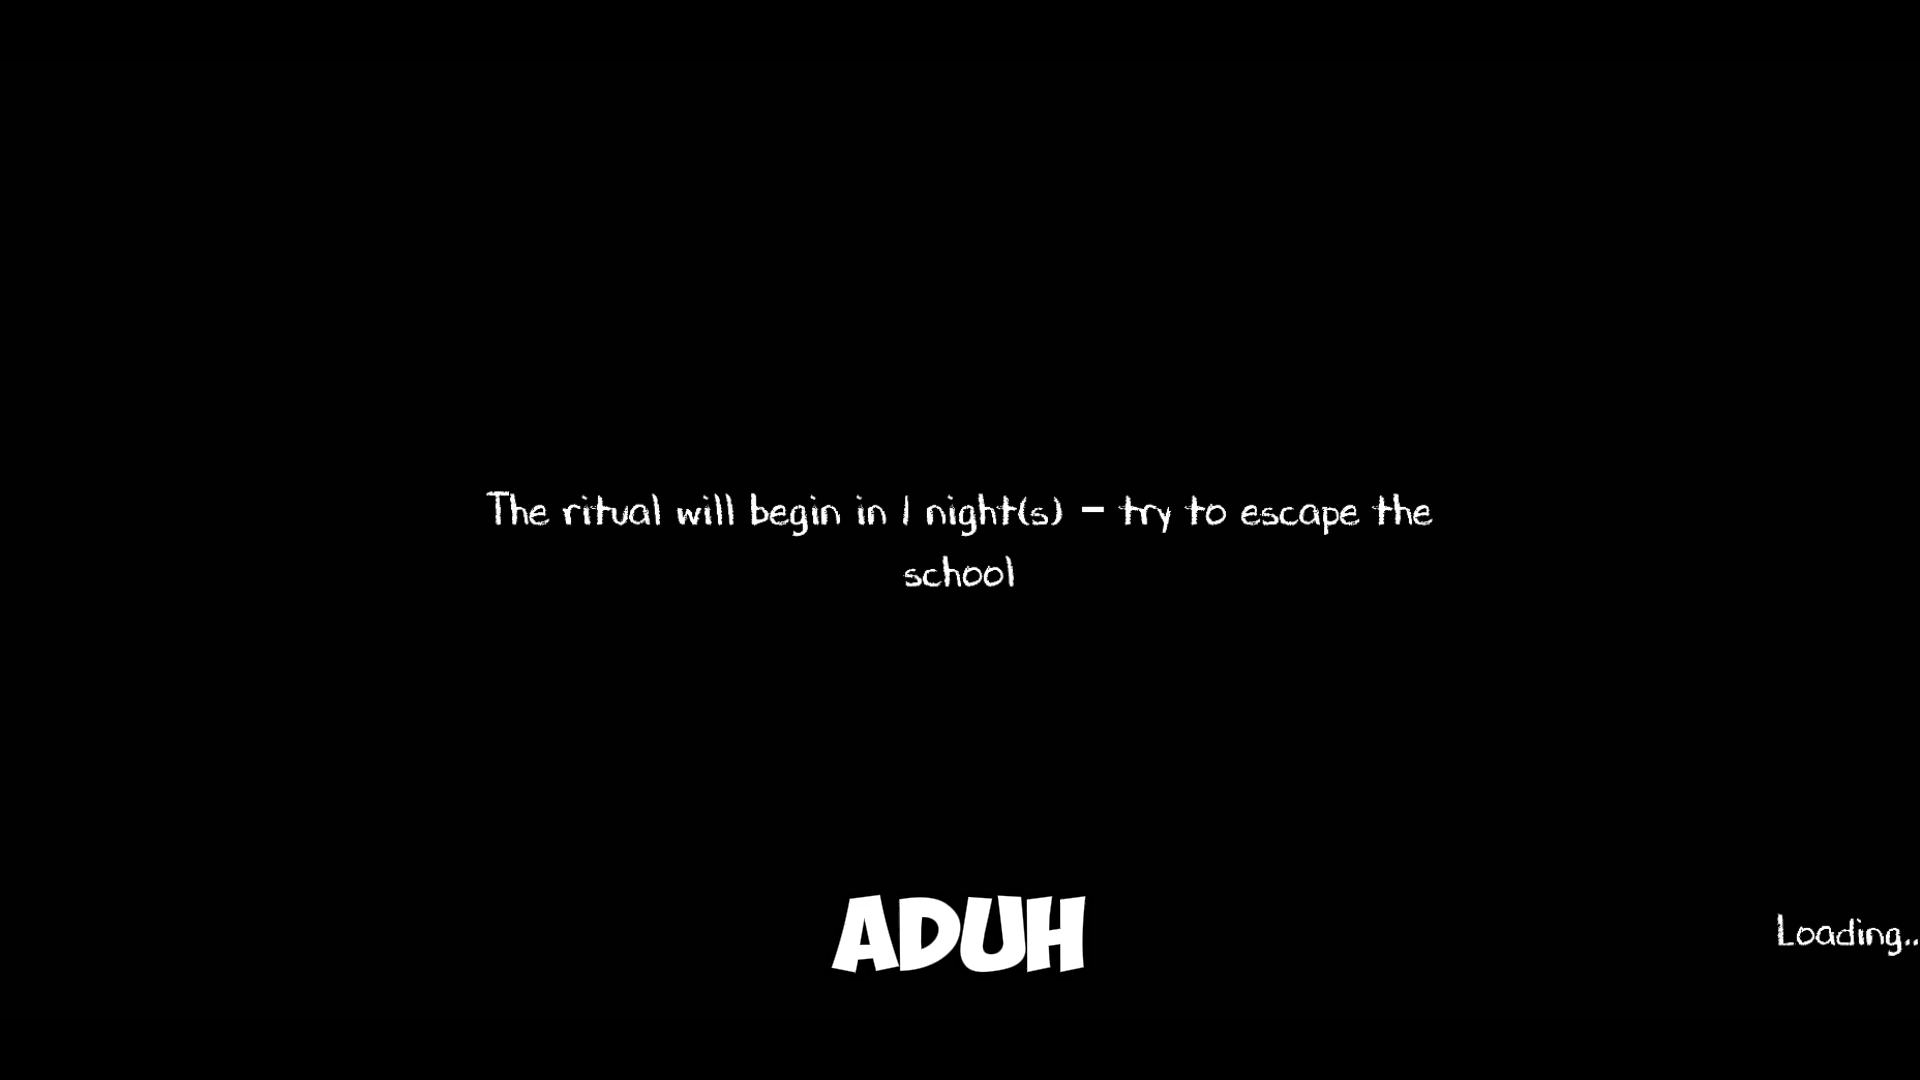 The ritual will begin in 1 night(s) - try to escape the
school
ADUH
Loading..